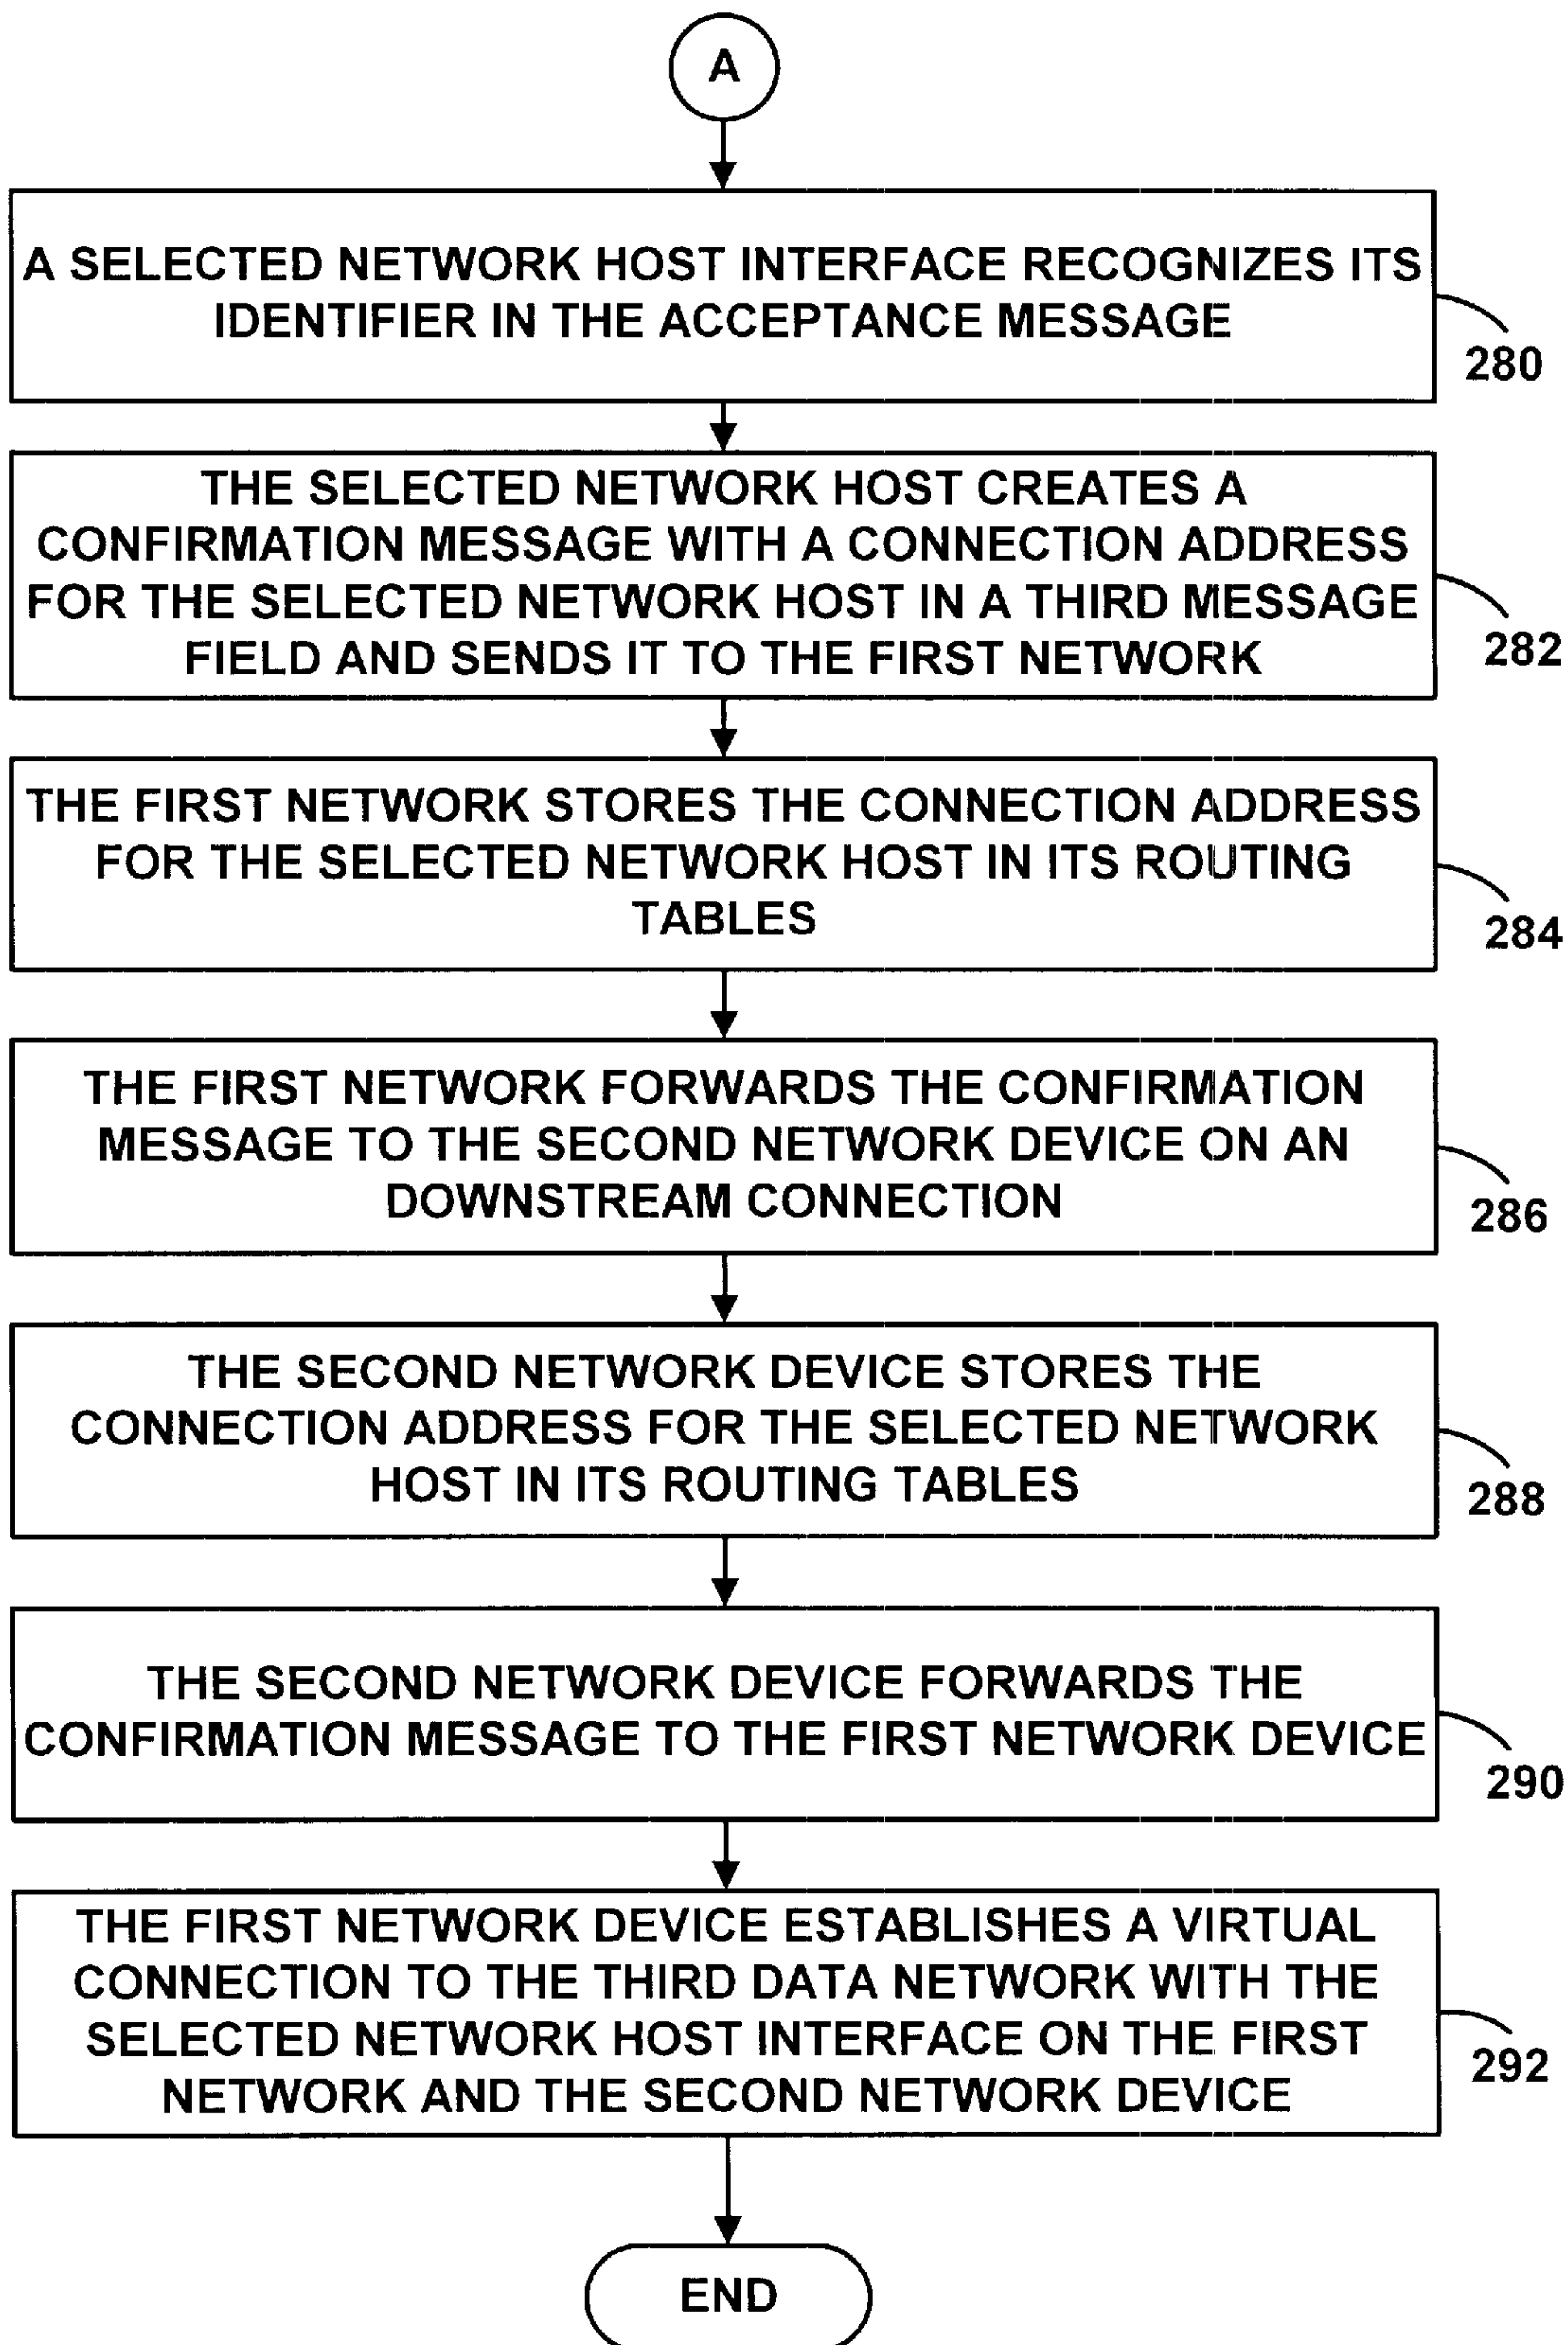 A
A SELECTED NETWORK HOST INTERFACE RECOGNIZES ITS
IDENTIFIER IN THE ACCEPTANCE MESSAGE
280
THE SELECTED NETWORK HOST CREATES A
CONFIRMATION MESSAGE WITH A CONNECTION ADDRESS
FOR THE SELECTED NETWORK HOST IN A THIRD MESSAGE
FIELD AND SENDS IT TO THE FIRST NETWORK
282
THE FIRST NETWORK STORES THE CONNECTION ADDRESS
FOR THE SELECTED NETWORK HOST IN ITS ROUTING
TABLES
284
THE FIRST NETWORK FORWARDS THE CONFIRMATION
MESSAGE TO THE SECOND NETWORK DEVICE ON AN
DOWNSTREAM CONNECTION
286
THE SECOND NETWORK DEVICE STORES THE
CONNECTION ADDRESS FOR THE SELECTED NETWORK
HOST IN ITS ROUTING TABLES
288
THE SECOND NETWORK DEVICE FORWARDS THE
CONFIRMATION MESSAGE TO THE FIRST NETWORK DEVICE
290
THE FIRST NETWORK DEVICE ESTABLISHES A VIRTUAL
CONNECTION TO THE THIRD DATA NETWORK WITH THE
SELECTED NETWORK HOST INTERFACE ON THE FIRST
NETWORK AND THE SECOND NETWORK DEVICE
292
END